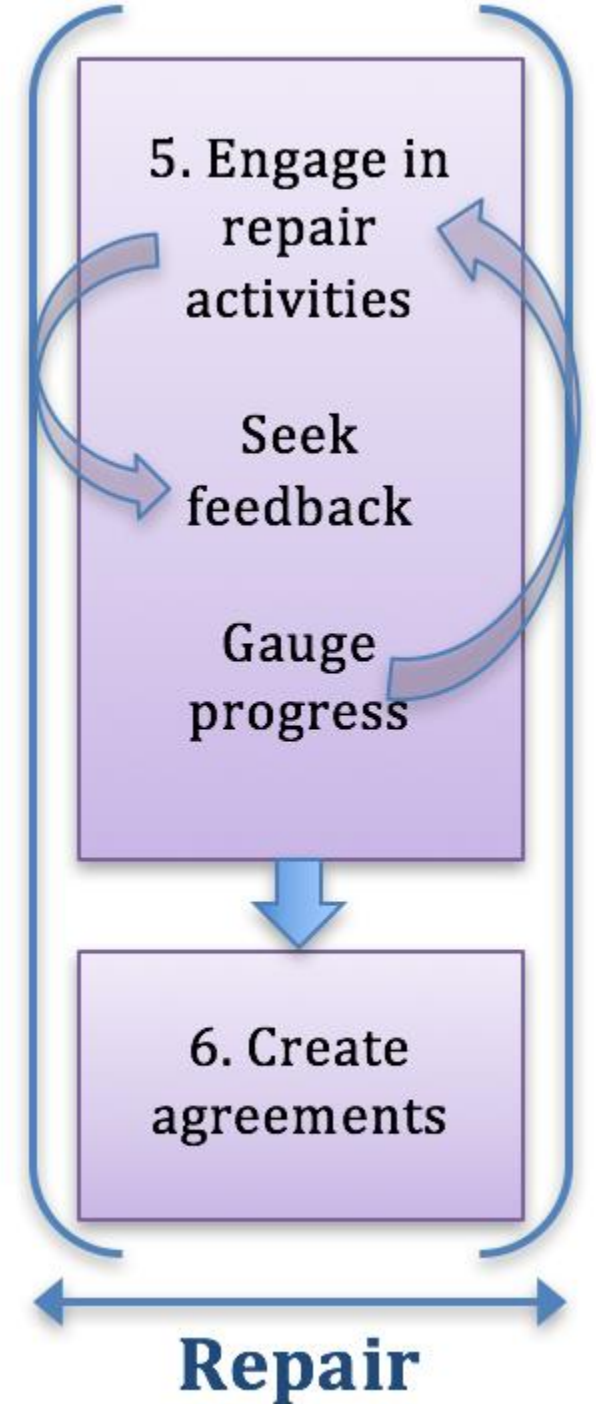 5. Engage in
repair
activities
Seek
feedback
Gauge
progress
6. Create
agreements
Repair